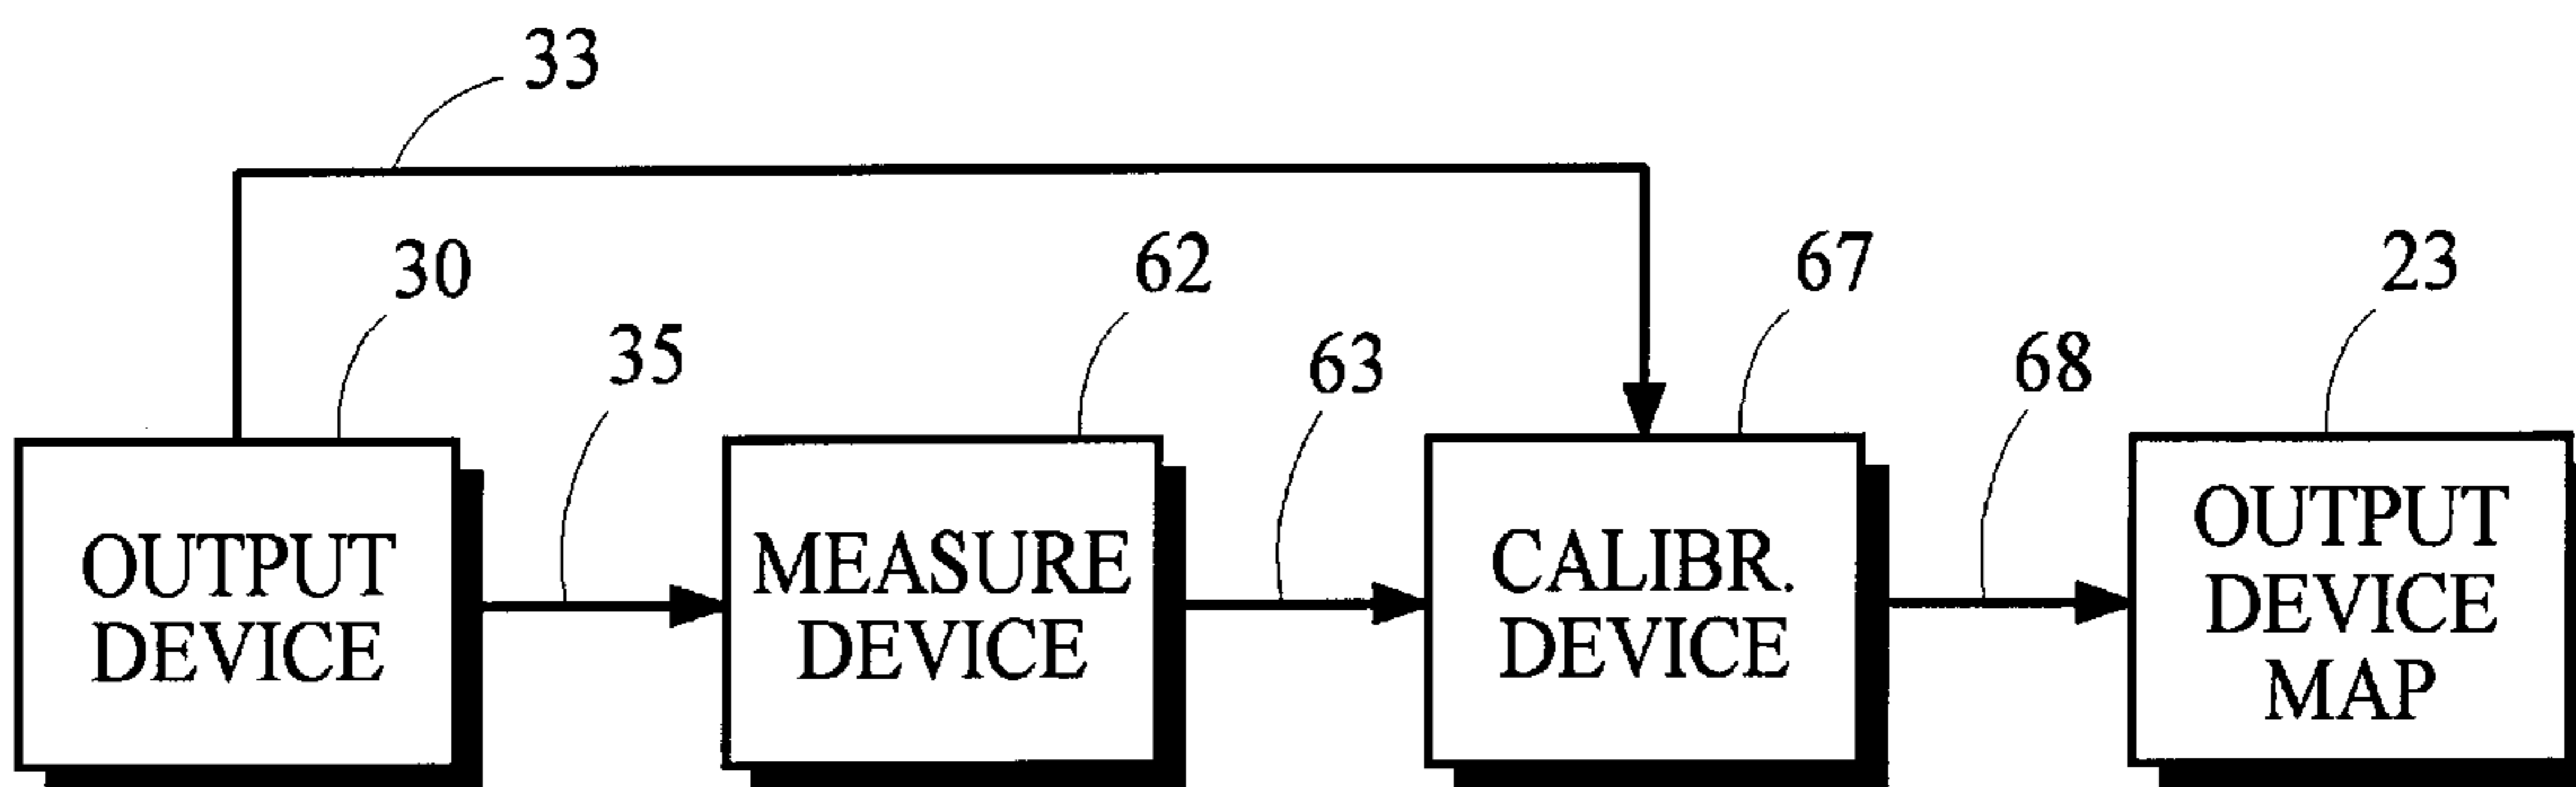 33
30
35
62
63
67
68
23
OUTPUT
DEVICE
MEASURE
DEVICE
CALIBR.
DEVICE
OUTPUT
DEVICE
MAP